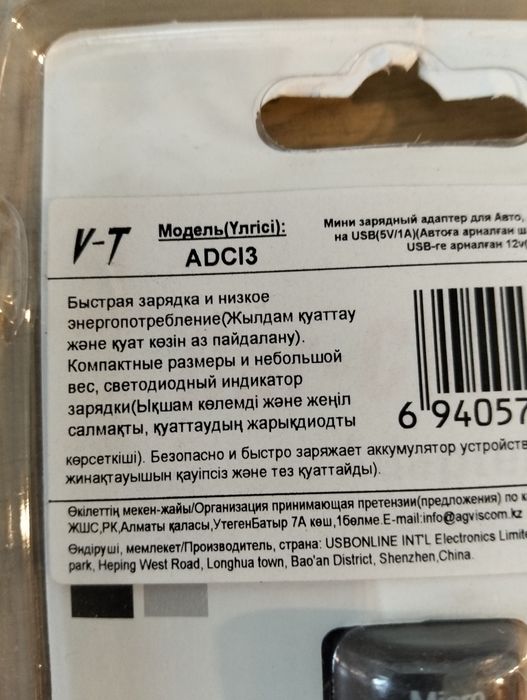 V-T
Модель(Үлгісі):
ADCI3
Мини зарядный адаптер для Авто,
на USB(5V/1A)(Автоға арналған
USB-ге арналған 12v
Быстрая зарядка и низкое
энергопотребление(Жылдам қуаттау
және қуат көзін аз пайдалану).
Компактные размеры и небольшой
вес, светодиодный индикатор
зарядки(Ықшам көлемді және жеңіл
салмақты, қуаттаудың жарықдиодты
көрсеткіші). Безопасно и быстро заряжает аккумулятор
жинақтауышын қауіпсіз және тез қуаттайды).
6 94057
Өкілеттің мекен-жайы/Организация принимающая претензии(предложения) по
ЖШС,РК,Алматы қаласы,УтегенБатыр 7А көш,1бөлме.E-mail:info@agviscom.kz
Өндіруші, мемлекет/Производитель, страна: USBONLINE INT'L Electronics
park, Heping West Road, Longhua town, Bao'an District, Shenzhen,China.